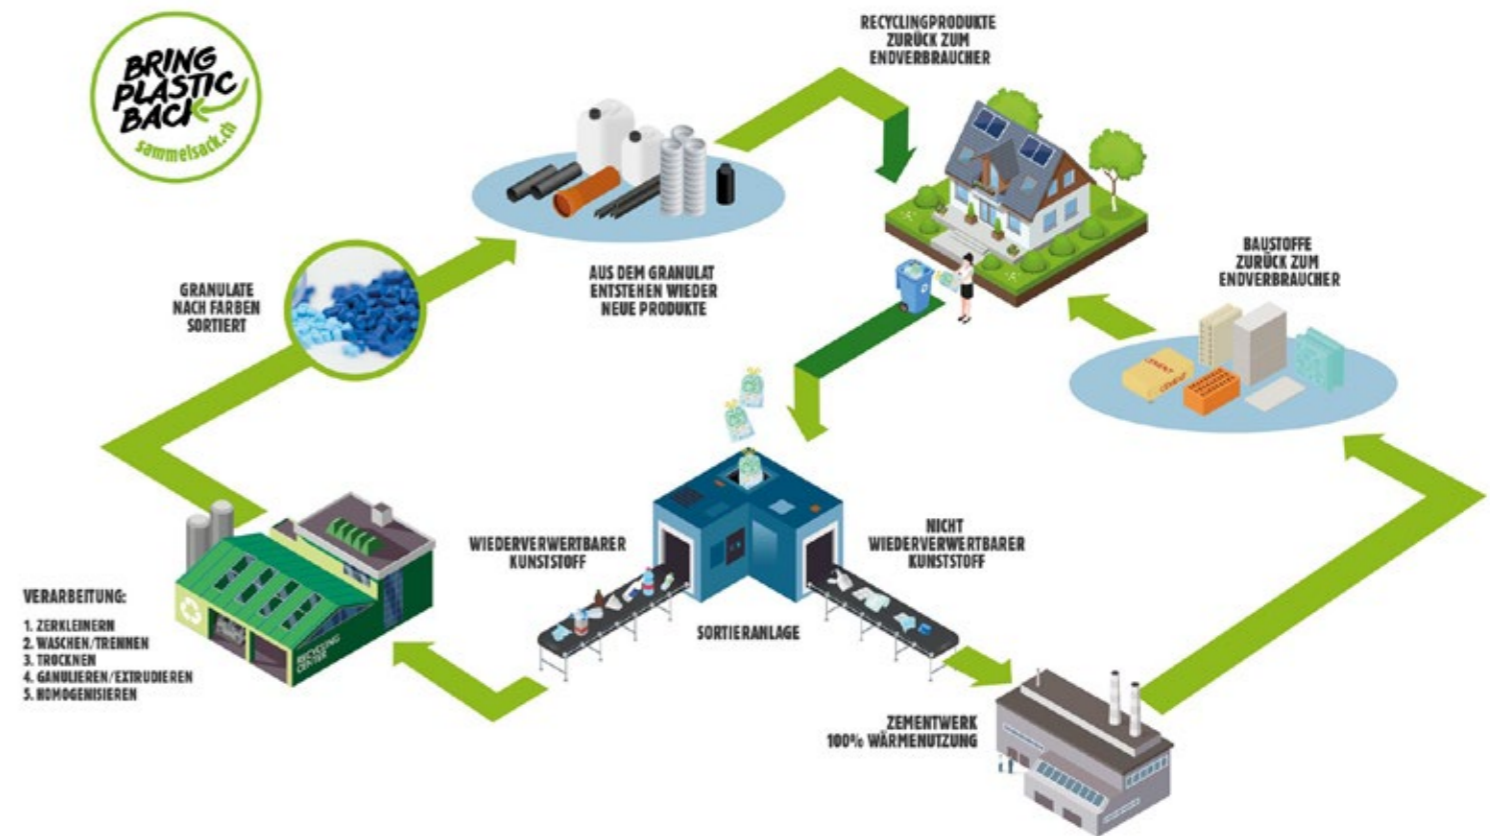 BRING
PLASTIC
BACK
sammelsack.ch
RECYCLINGPRODUKTE
ZURÜCK ZUM
ENDVERBRAUCHER
GRANULATE
NACH FARBEN
SORTIERT
AUS DEM GRANULAT
ENTSTEHEN WIEDER
NEUE PRODUKTE
BAUSTOFFE
ZURÜCK ZUM
ENDVERBRAUCHER
CEMENT
CEMENT
WIEDERVERWERTBARER
KUNSTSTOFF
NICHT
WIEDERVERWERTBARER
KUNSTSTOFF
SORTIERANLAGE
VERARBEITUNG:
1. ZERKLEINERN
2. WASCHEN/TRENNEN
3. TROCKNEN
4. GANULIEREN/EXTRUDIEREN
5. HOMOGENISIEREN
RECYCLING
CENTER
ZEMENTWERK
100% WÄRMENUTZUNG